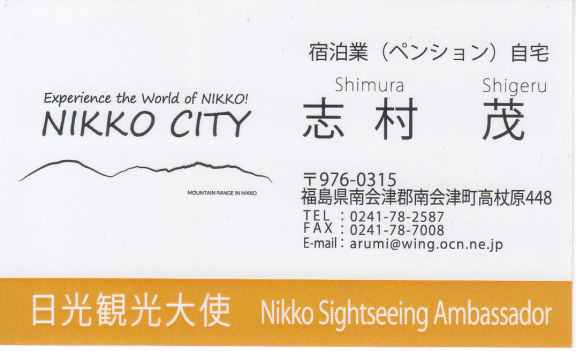 Experience the World of NIKKO!
NIKKO CITY
MOUNTAIN RANGE IN NIKKO
宿泊業（ペンション）自宅
Shimura Shigeru
志村 茂
〒976-0315
福島県南会津郡南会津町高杖原448
TEL : 0241-78-2587
FAX : 0241-78-7008
E-mail : arumi@wing.ocn.ne.jp
日光観光大使 Nikko Sightseeing Ambassador